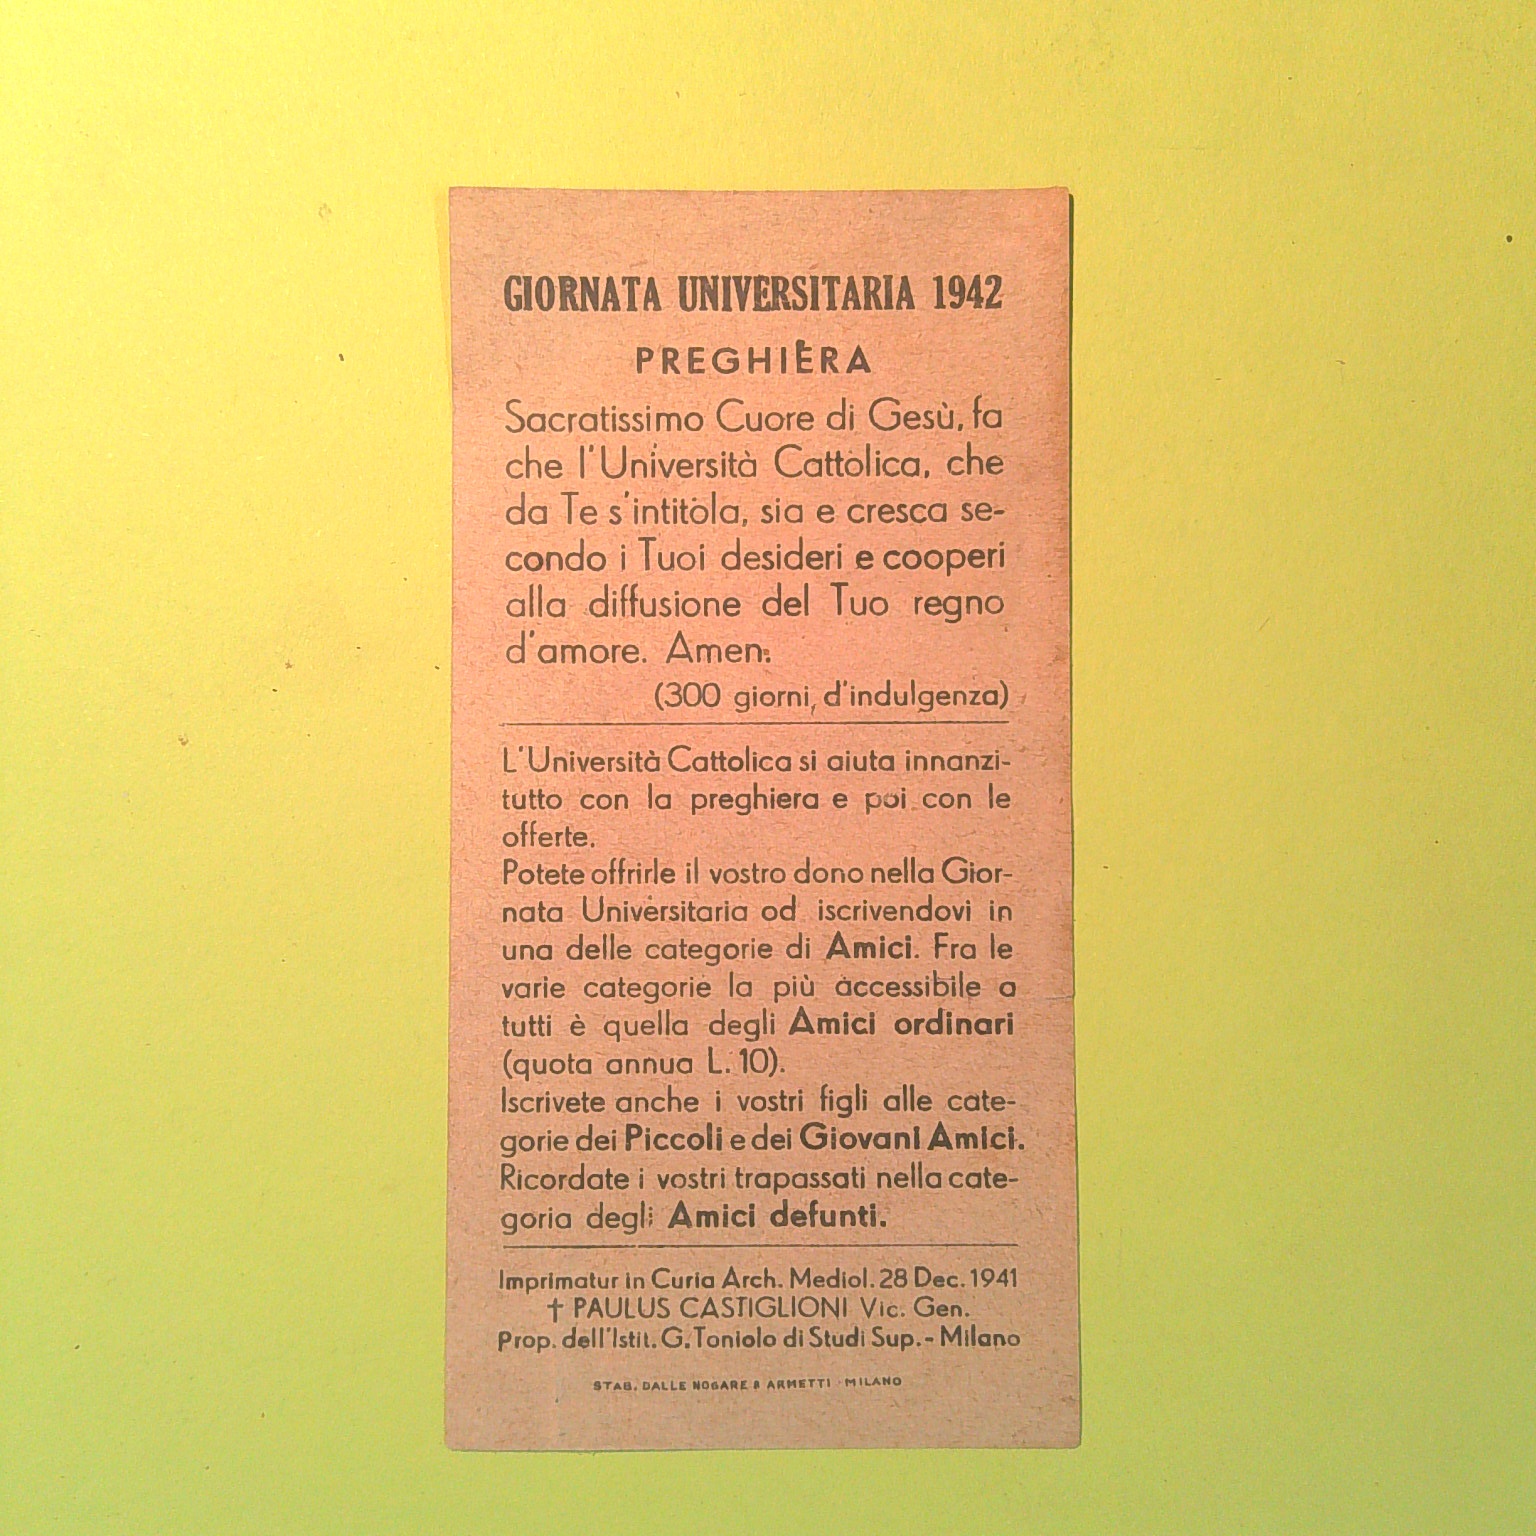 GIORNATA UNIVERSITARIA 1942
PREGHIERA
Sacratissimo Cuore di Gesù, fa
che l'Università Cattolica, che
da Te s'intitola, sia e cresca se-
condo i Tuoi desideri e cooperi
alla diffusione del Tuo regno
d'amore. Amen.
(300 giorni, d'indulgenza)
L'Università Cattolica si aiuta innanzi-
tutto con la preghiera e poi con le
offerte.
Potete offrirle il vostro dono nella Gior-
nata Universitaria od iscrivendovi in
una delle categorie di Amici. Fra le
varie categorie la più accessibile a
tutti è quella degli Amici ordinari
(quota annua L. 10).
Iscrivete anche i vostri figli alle cate-
gorie dei Piccoli e dei Giovani Amici.
Ricordate i vostri trapassati nella cate-
goria degli Amici defunti.
Imprimatur in Curia Arch. Mediol. 28 Dec. 1941
† PAULUS CASTIGLIONI Vic. Gen.
Prop. dell'Istit. G. Toniolo di Studi Sup. - Milano
STAB. DALLE NOGARE & ARMETTI - MILANO